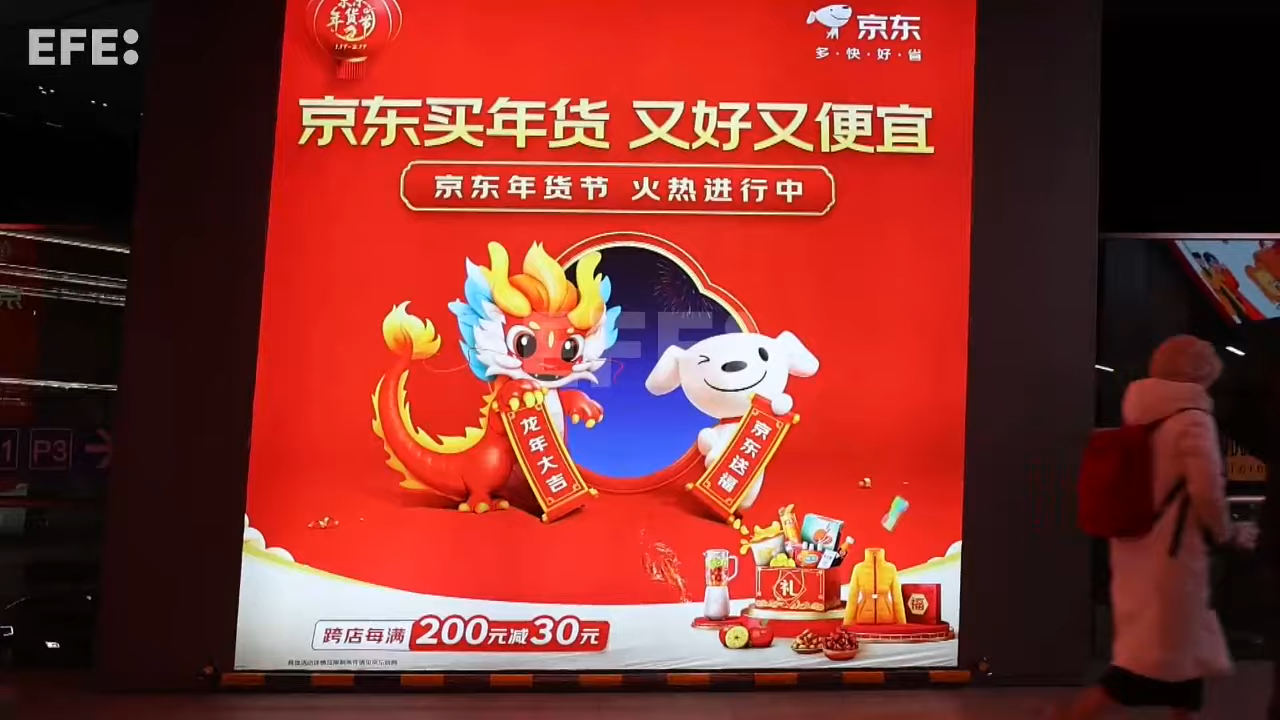 EFE:
年货节
京东
多·快·好·省
京东买年货 又好又便宜
京东年货节 火热进行中
EFE:
龙年大吉
京东送福
P3
礼
福
跨店每满 200元减30元